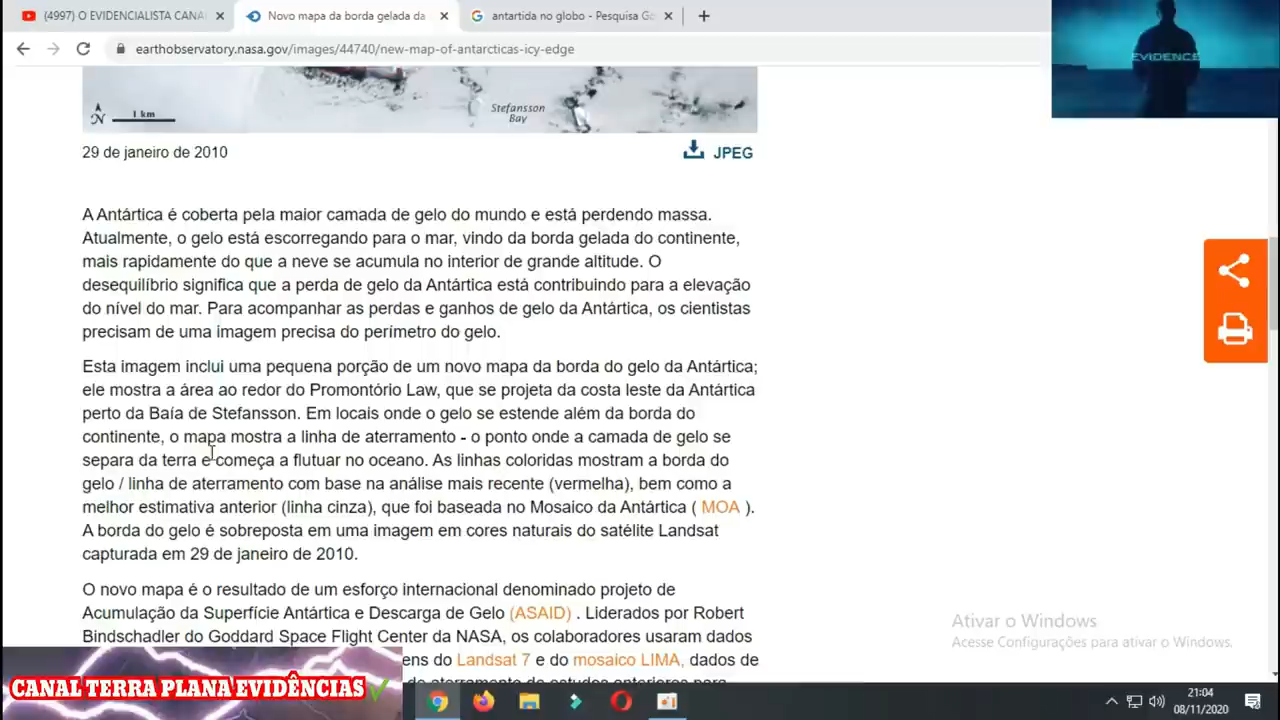 (4997) O EVIDENCIALISTA CANA
Novo mapa da borda gelada da
antartida no globo - Pesquisa Go
earthobservatory.nasa.gov/images/44740/new-map-of-antarcticas-icy-edge
EVIDENCE
N
1 km
Stefansson
Bay
29 de janeiro de 2010
JPEG
A Antártica é coberta pela maior camada de gelo do mundo e está perdendo massa.
Atualmente, o gelo está escorregando para o mar, vindo da borda gelada do continente,
mais rapidamente do que a neve se acumula no interior de grande altitude. O
desequilíbrio significa que a perda de gelo da Antártica está contribuindo para a elevação
do nível do mar. Para acompanhar as perdas e ganhos de gelo da Antártica, os cientistas
precisam de uma imagem precisa do perímetro do gelo.
Esta imagem inclui uma pequena porção de um novo mapa da borda do gelo da Antártica;
ele mostra a área ao redor do Promontório Law, que se projeta da costa leste da Antártica
perto da Baía de Stefansson. Em locais onde o gelo se estende além da borda do
continente, o mapa mostra a linha de aterramento - o ponto onde a camada de gelo se
separa da terra e começa a flutuar no oceano. As linhas coloridas mostram a borda do
gelo / linha de aterramento com base na análise mais recente (vermelha), bem como a
melhor estimativa anterior (linha cinza), que foi baseada no Mosaico da Antártica ( MOA ).
A borda do gelo é sobreposta em uma imagem em cores naturais do satélite Landsat
capturada em 29 de janeiro de 2010.
O novo mapa é o resultado de um esforço internacional denominado projeto de
Acumulação da Superfície Antártica e Descarga de Gelo (ASAID) . Liderados por Robert
Bindschadler do Goddard Space Flight Center da NASA, os colaboradores usaram dados
ens do Landsat 7 e do mosaico LIMA, dados de
Ativar o Windows
Acesse Configurações para ativar o Windows.
CANAL TERRA PLANA EVIDÊNCIAS
21:04
08/11/2020